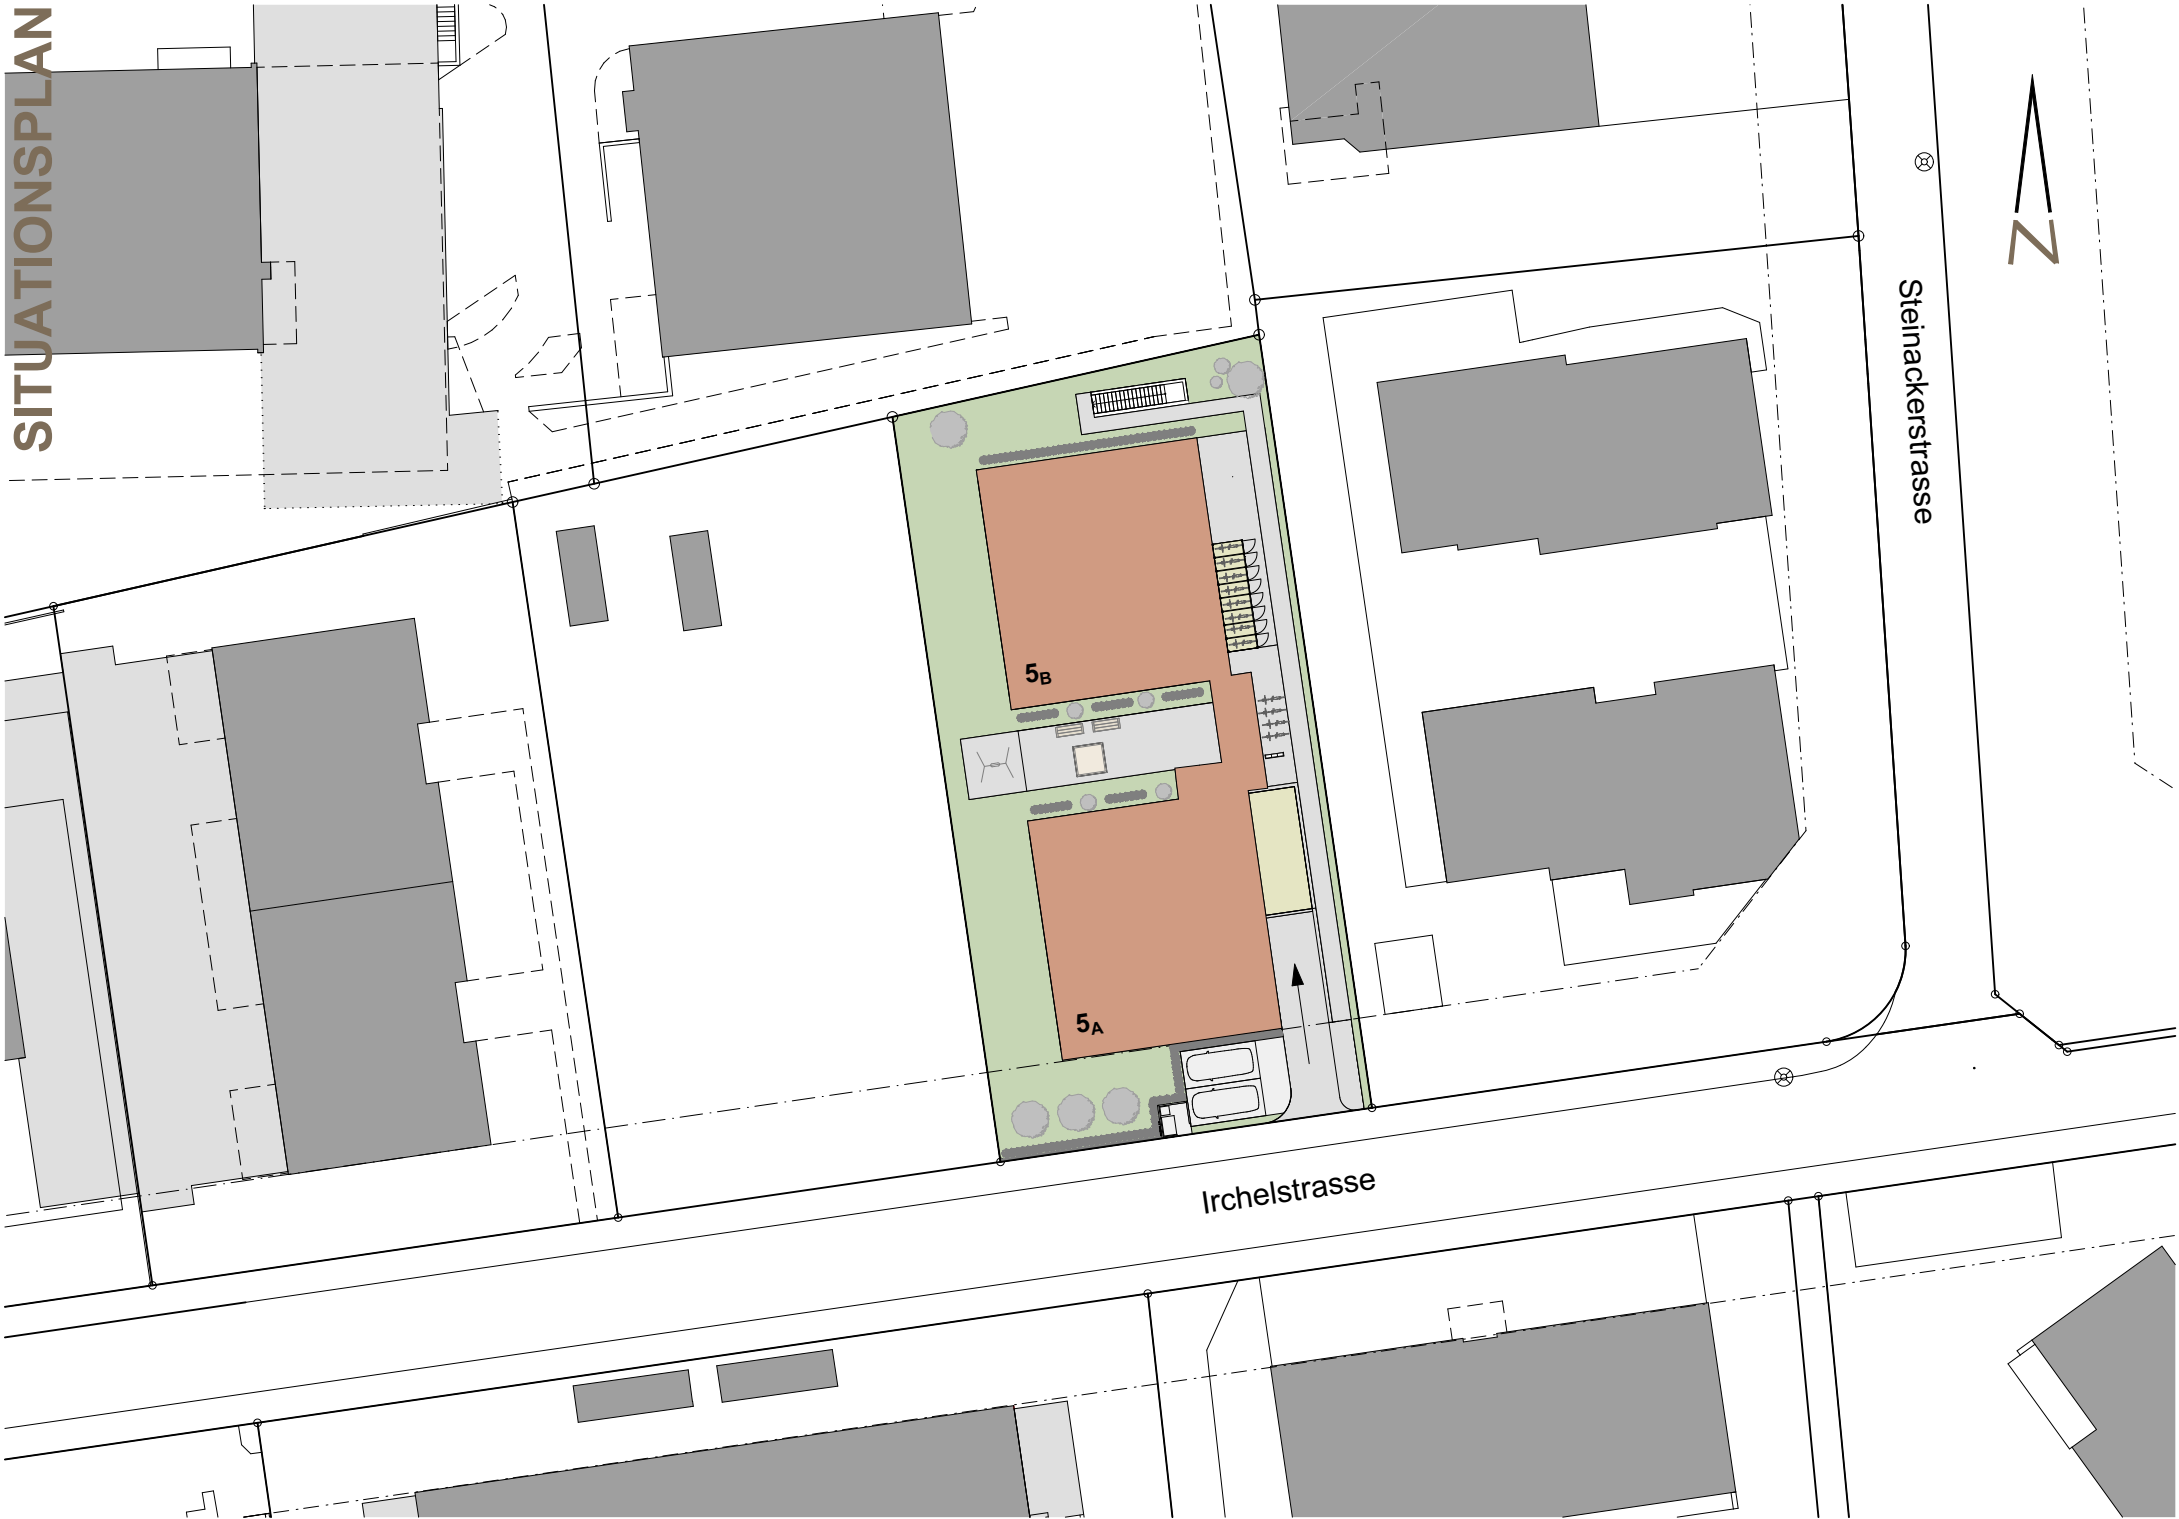 SITUATIONSPLAN
N
Steinackerstrasse
5B
5A
Irchelstrasse